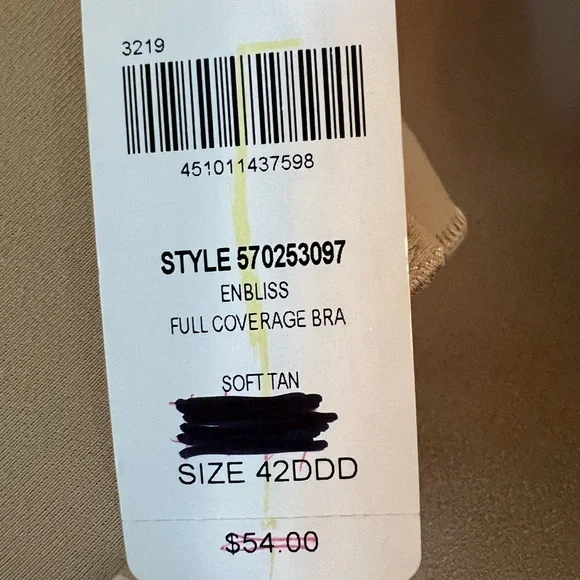 3219
451011437598
STYLE 570253097
ENBLISS
FULL COVERAGE BRA
SOFT TAN
SIZE 42DDD
$54.00